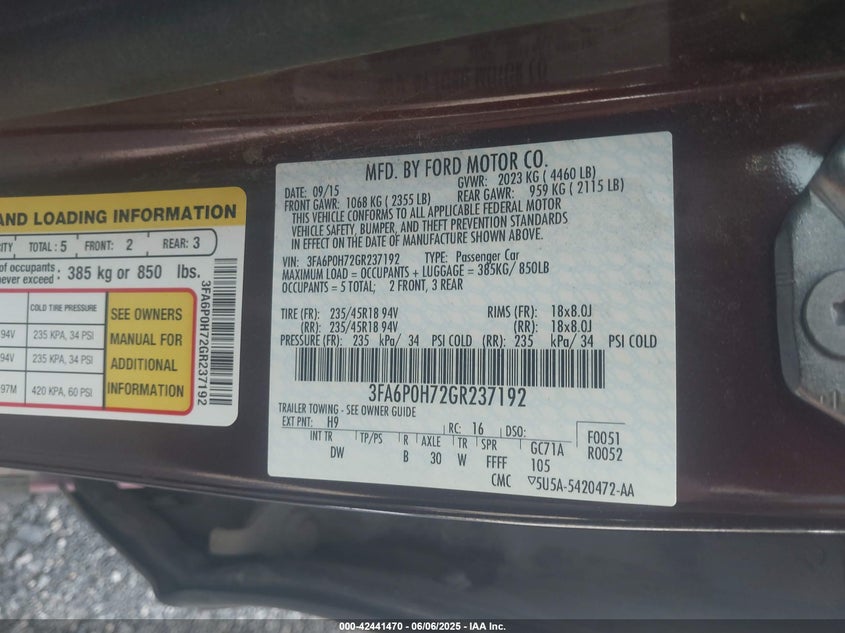 MFD. BY FORD MOTOR CO.
DATE: 09/15 GVWR: 2023 KG ( 4460 LB)
FRONT GAWR: 1068 KG ( 2355 LB) REAR GAWR: 959 KG ( 2115 LB)
THIS VEHICLE CONFORMS TO ALL APPLICABLE FEDERAL MOTOR
VEHICLE SAFETY, BUMPER, AND THEFT PREVENTION STANDARDS
IN EFFECT ON THE DATE OF MANUFACTURE SHOWN ABOVE.
VIN: 3FA6P0H72GR237192 TYPE: Passenger Car
MAXIMUM LOAD = OCCUPANTS + LUGGAGE = 385KG/ 850LB
OCCUPANTS = 5 TOTAL; 2 FRONT, 3 REAR
TIRE (FR): 235/45R18 94V RIMS (FR): 18x8.0J
(RR): 235/45R18 94V (RR): 18x8.0J
PRESSURE (FR): 235 kPa/ 34 PSI COLD (RR): 235 kPa/ 34 PSI COLD
3FA6P0H72GR237192
TRAILER TOWING - SEE OWNER GUIDE
EXT PNT: H9 RC: 16 DSO: F0051
INT TR TP/PS R AXLE TR SPR GC71A R0052
DW B 30 W FFFF 105
CMC ▽5U5A-5420472-AA
AND LOADING INFORMATION
CITY TOTAL : 5 FRONT: 2 REAR: 3
of occupants
never exceed : 385 kg or 850 lbs.
COLD TIRE PRESSURE
94V 235 KPA, 34 PSI
94V 235 KPA, 34 PSI
97M 420 KPA, 60 PSI
SEE OWNERS
MANUAL FOR
ADDITIONAL
INFORMATION
3FA6P0H72GR237192
000-42441470 06/06/2025 - IAA Inc.